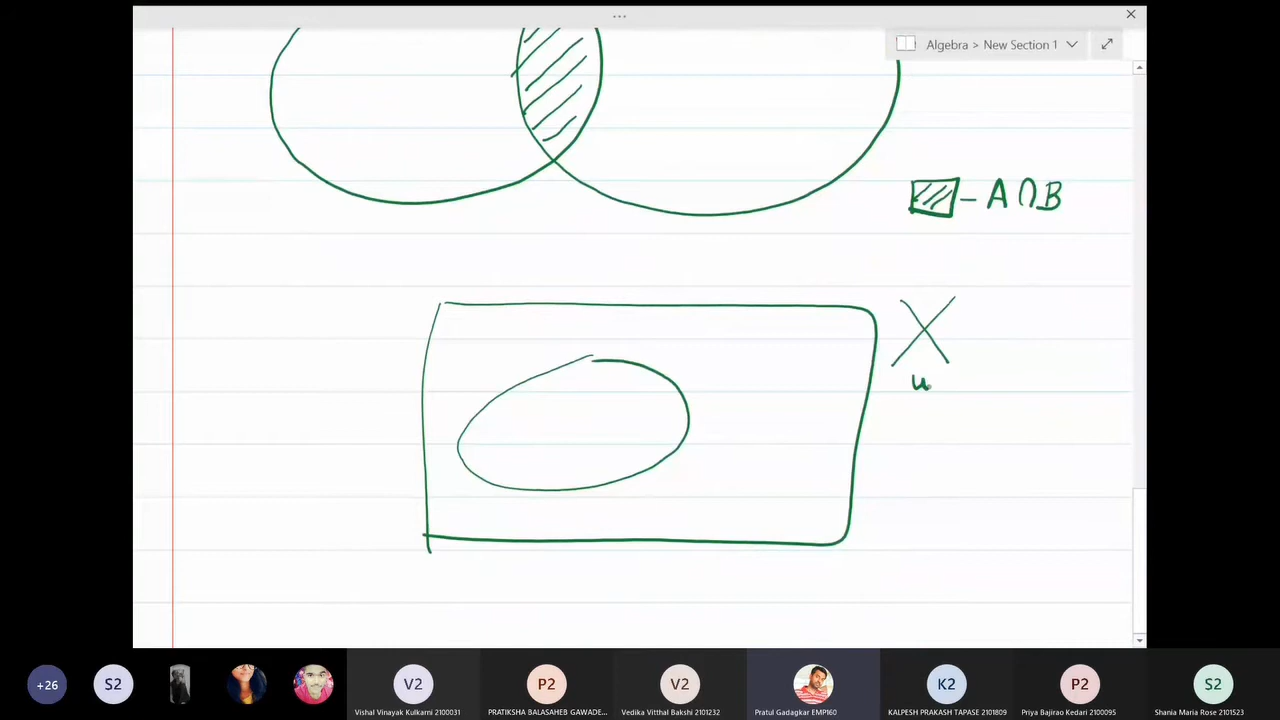 Algebra > New Section 1
– A ∩ B
X
u
+26
S2
V2
P2
V2
K2
P2
S2
Vishal Vinayak Kulkarni 2100031
PRATIKSHA BALASAHEB GAWADE...
Vedika Vitthal Bakshi 2101232
Pratul Gadagkar EMP160
KALPESH PRAKASH TAPASE 2101809
Priya Bajirao Kedari 2100095
Shania Maria Rose 2101523